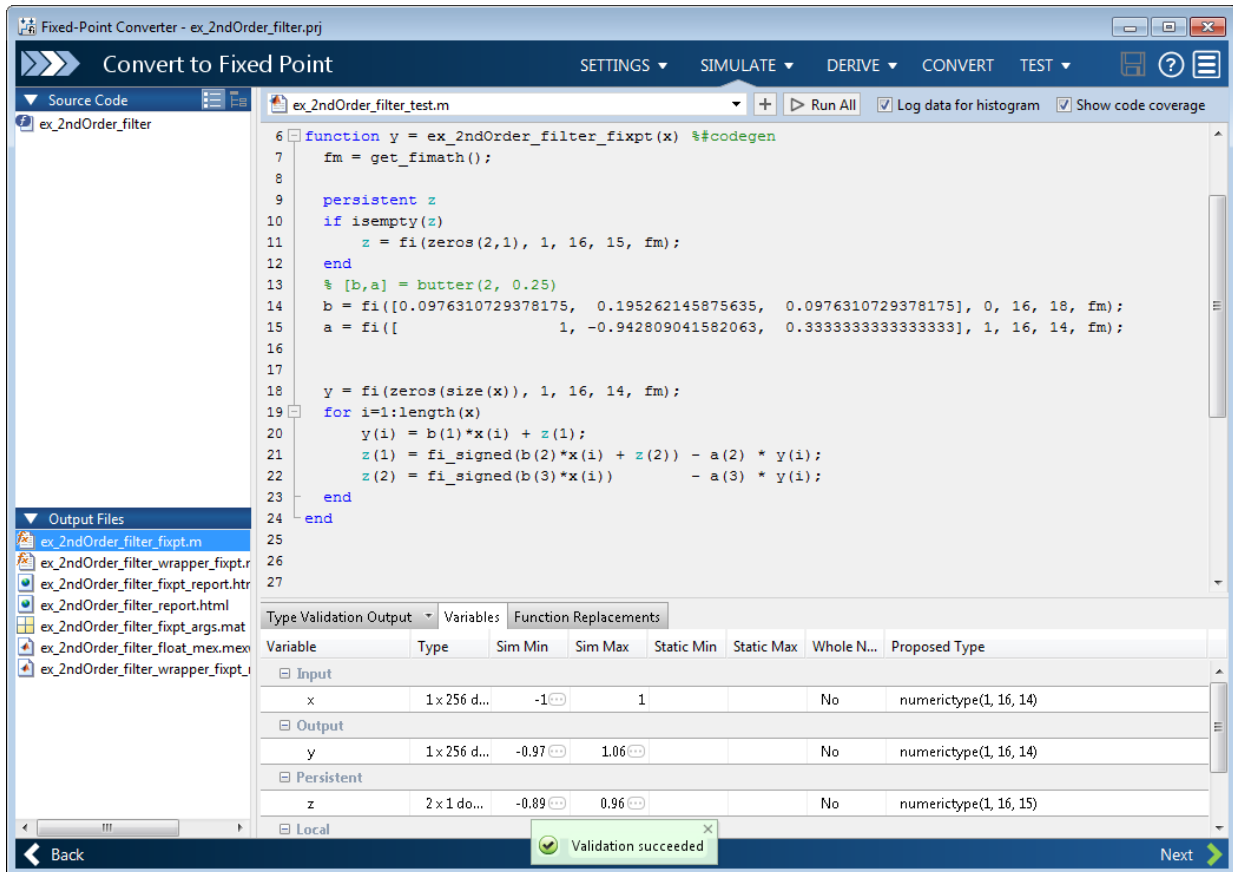 Fixed-Point Converter - ex_2ndOrder_filter.prj
Convert to Fixed Point
SETTINGS ▼ SIMULATE ▼ DERIVE ▼ CONVERT TEST ▼
▼ Source Code
ex_2ndOrder_filter
ex_2ndOrder_filter_test.m
Run All Log data for histogram Show code coverage
6 function y = ex_2ndOrder_filter_fixpt(x) %#codegen
7 fm = get_fimath();
8
9 persistent z
10 if isempty(z)
11 z = fi(zeros(2,1), 1, 16, 15, fm);
12 end
13 % [b,a] = butter(2, 0.25)
14 b = fi([0.0976310729378175, 0.195262145875635, 0.0976310729378175], 0, 16, 18, fm);
15 a = fi([ 1, -0.942809041582063, 0.3333333333333333], 1, 16, 14, fm);
16
17
18 y = fi(zeros(size(x)), 1, 16, 14, fm);
19 for i=1:length(x)
20 y(i) = b(1)*x(i) + z(1);
21 z(1) = fi_signed(b(2)*x(i) + z(2)) - a(2) * y(i);
22 z(2) = fi_signed(b(3)*x(i)) - a(3) * y(i);
23 end
24 end
25
26
27
▼ Output Files
ex_2ndOrder_filter_fixpt.m
ex_2ndOrder_filter_wrapper_fixpt.r
ex_2ndOrder_filter_fixpt_report.htr
ex_2ndOrder_filter_report.html
ex_2ndOrder_filter_fixpt_args.mat
ex_2ndOrder_filter_float_mex.mex
ex_2ndOrder_filter_wrapper_fixpt_
Type Validation Output Variables Function Replacements
Variable Type Sim Min Sim Max Static Min Static Max Whole N... Proposed Type
Input
x 1 x 256 d... -1 1 No numerictype(1, 16, 14)
Output
y 1 x 256 d... -0.97 1.06 No numerictype(1, 16, 14)
Persistent
z 2 x 1 do... -0.89 0.96 No numerictype(1, 16, 15)
Local
Validation succeeded
Back
Next